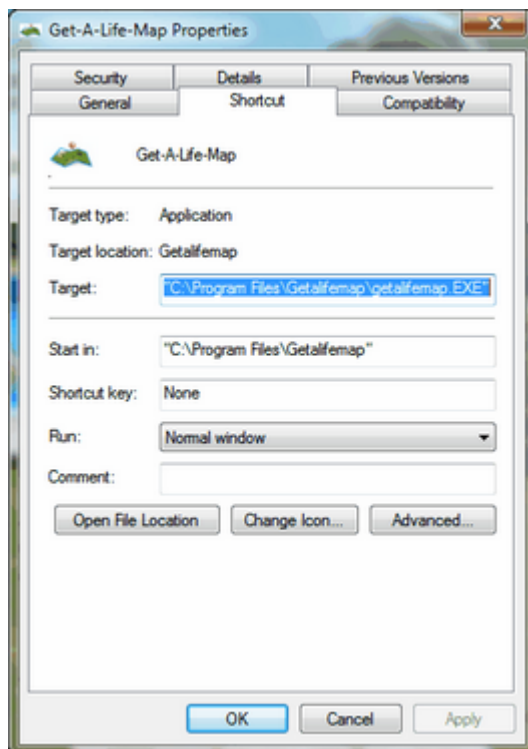 Get-A-Life-Map Properties
Security Details Previous Versions
General Shortcut Compatibility
Get-A-Life-Map
Target type: Application
Target location: Getalifemap
Target: "C:\Program Files\Getalifemap\getalifemap.EXE"
Start in: "C:\Program Files\Getalifemap"
Shortcut key: None
Run: Normal window
Comment:
Open File Location Change Icon... Advanced...
OK Cancel Apply